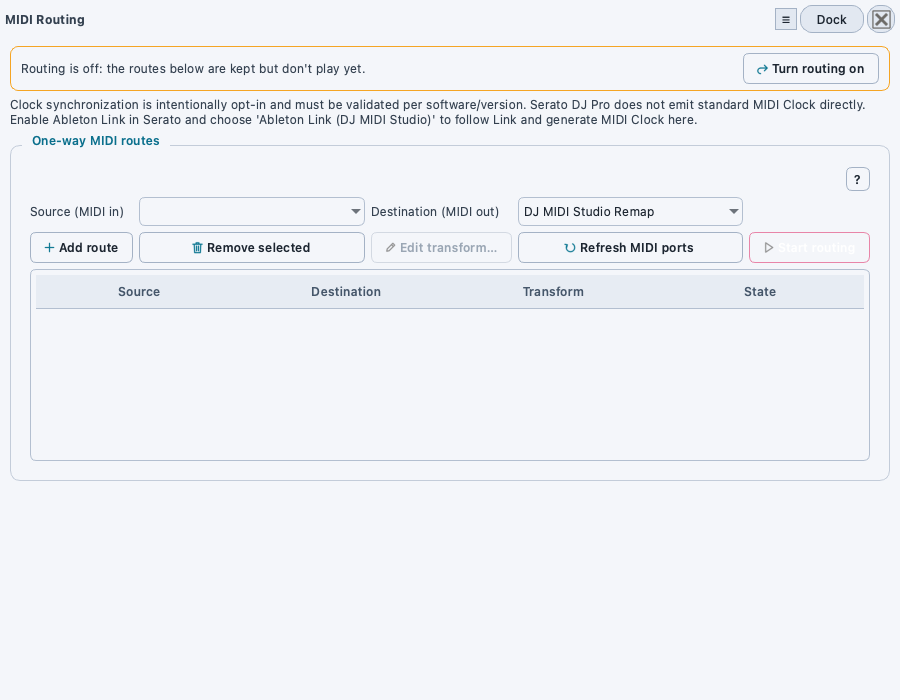 MIDI Routing
Dock
Routing is off: the routes below are kept but don't play yet.
Turn routing on
Clock synchronization is intentionally opt-in and must be validated per software/version. Serato DJ Pro does not emit standard MIDI Clock directly.
Enable Ableton Link in Serato and choose 'Ableton Link (DJ MIDI Studio)' to follow Link and generate MIDI Clock here.
One-way MIDI routes
?
Source (MIDI in)
Destination (MIDI out)
DJ MIDI Studio Remap
Add route
Remove selected
Edit transform...
Refresh MIDI ports
Start routing
Source
Destination
Transform
State